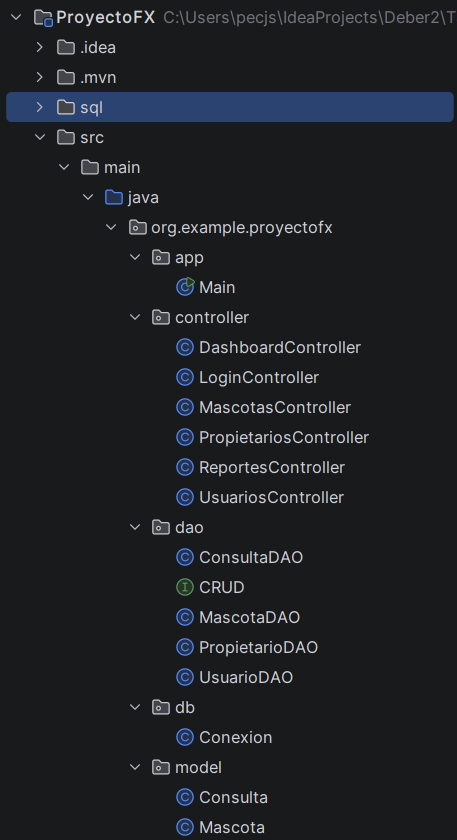 ProyectoFX C:\Users\pecjs\IdeaProjects\Deber2\T
.idea
.mvn
sql
src
main
java
org.example.proyectofx
app
C Main
controller
C DashboardController
C LoginController
C MascotasController
C PropietariosController
C ReportesController
C UsuariosController
dao
C ConsultaDAO
I CRUD
C MascotaDAO
C PropietarioDAO
C UsuarioDAO
db
C Conexion
model
C Consulta
C Mascota